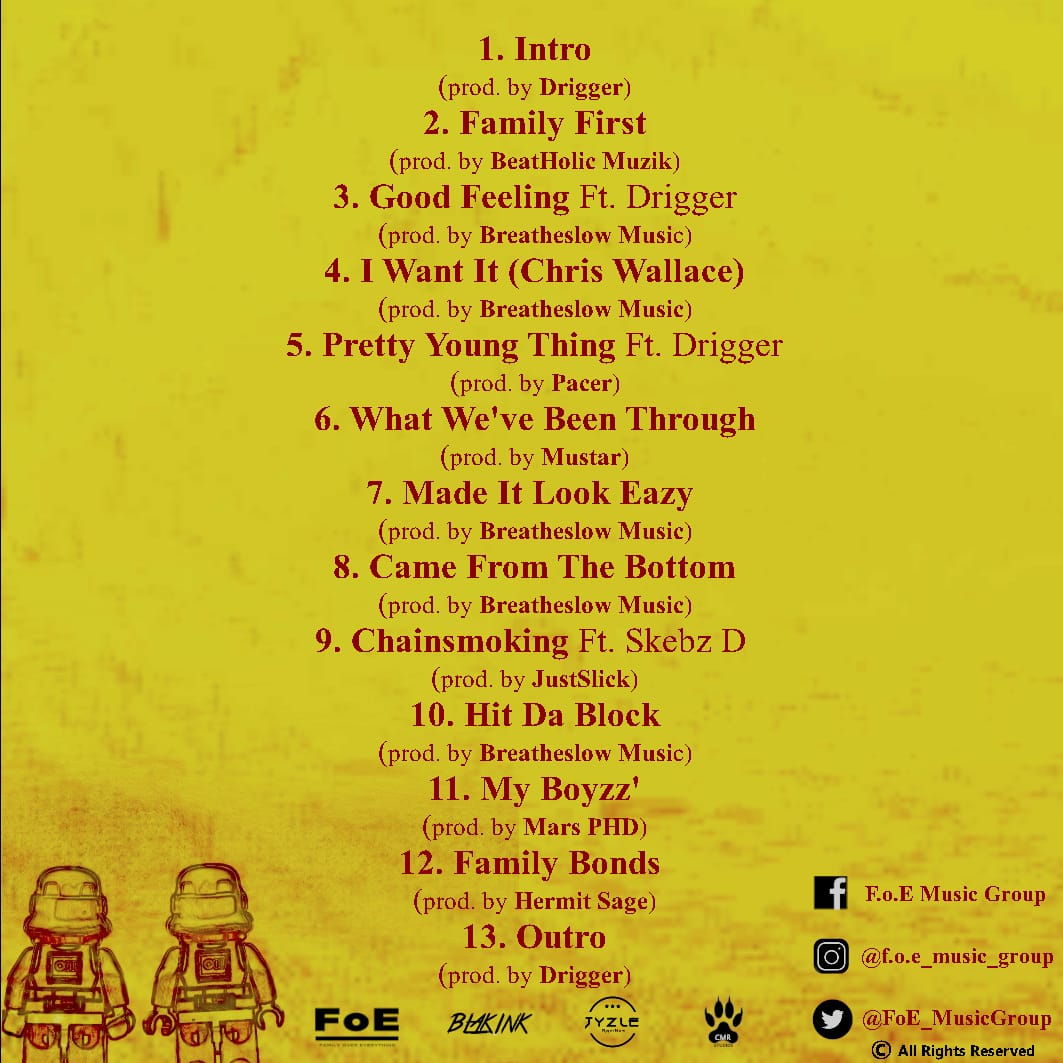 1. Intro
(prod. by Drigger)
2. Family First
(prod. by BeatHolic Muzik)
3. Good Feeling Ft. Drigger
(prod. by Breatheslow Music)
4. I Want It (Chris Wallace)
(prod. by Breatheslow Music)
5. Pretty Young Thing Ft. Drigger
(prod. by Pacer)
6. What We've Been Through
(prod. by Mustar)
7. Made It Look Eazy
(prod. by Breatheslow Music)
8. Came From The Bottom
(prod. by Breatheslow Music)
9. Chainsmoking Ft. Skebz D
(prod. by JustSlick)
10. Hit Da Block
(prod. by Breatheslow Music)
11. My Boyzz'
(prod. by Mars PHD)
12. Family Bonds
(prod. by Hermit Sage)
13. Outro
(prod. by Drigger)
F.o.E Music Group
@f.o.e_music_group
@FoE_MusicGroup
© All Rights Reserved
FoE
FAMILY OVER EVERYTHING
BLAKINK
JYZLE
CMR